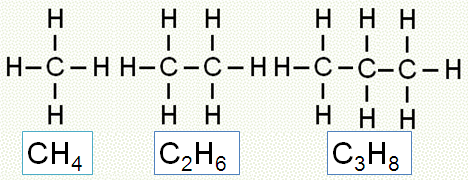 H H H H H H
H–C–H H–C–C–H H–C–C–C–H
H H H H H H
CH₄ C₂H₆ C₃H₈